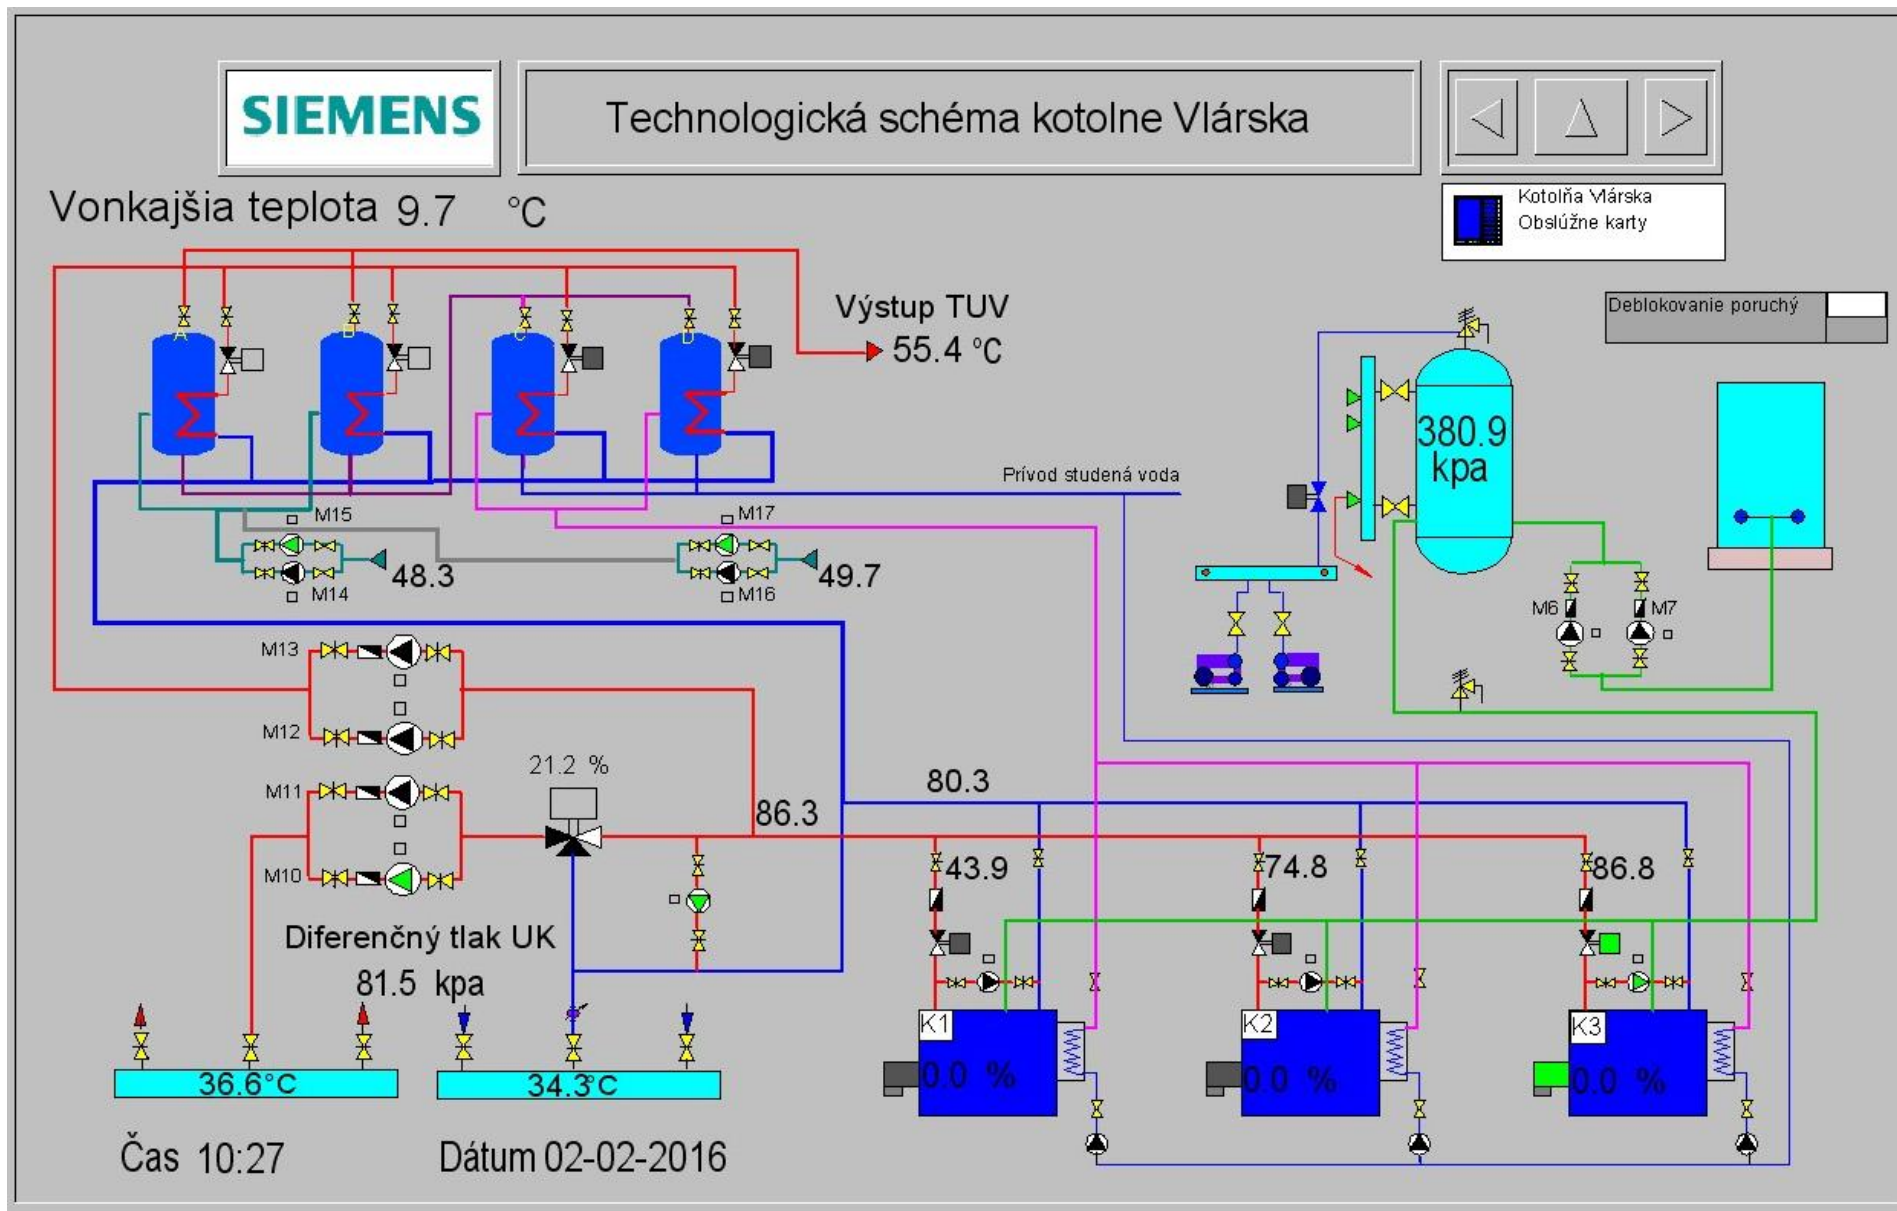 SIEMENS
Technologická schéma kotolne Vlárska
Vonkajšia teplota 9.7 °C
Kotolňa Vlárska
Obslúžne karty
Deblokovanie poruchý
Výstup TUV
55.4 °C
A
B
C
D
380.9
kpa
Prívod studená voda
M15
M17
48.3
49.7
M14
M16
M6
M7
M13
M12
21.2 %
80.3
M11
86.3
M10
43.9
74.8
86.8
Diferenčný tlak UK
81.5 kpa
K1
K2
K3
0.0 %
0.0 %
0.0 %
36.6°C
34.3°C
Čas 10:27
Dátum 02-02-2016